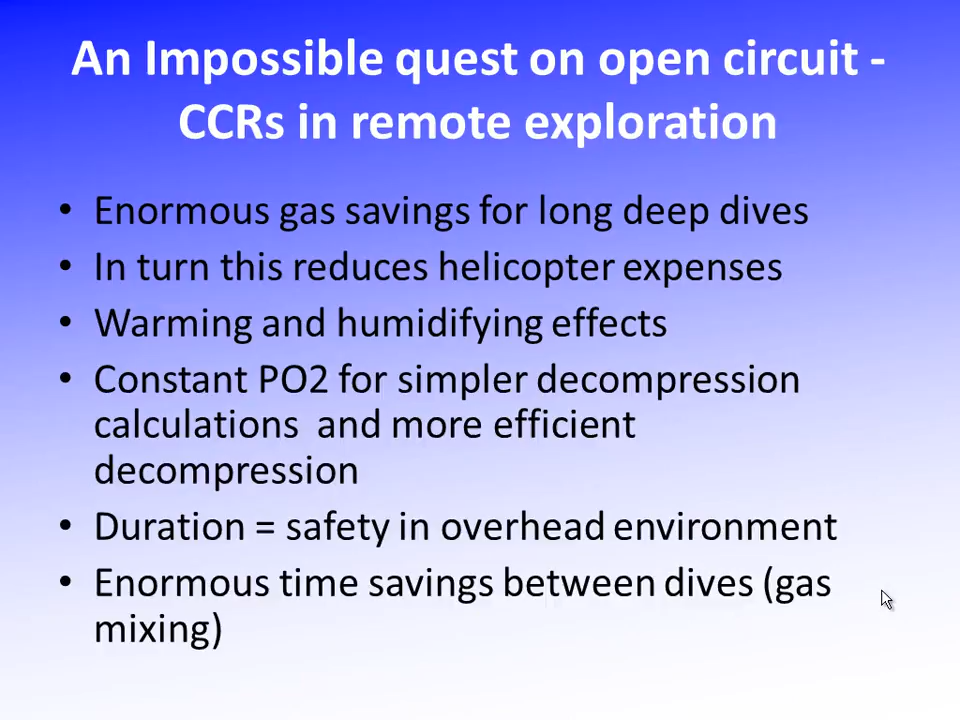 An Impossible quest on open circuit -
CCRs in remote exploration
• Enormous gas savings for long deep dives
• In turn this reduces helicopter expenses
• Warming and humidifying effects
• Constant PO2 for simpler decompression
calculations  and more efficient
decompression
• Duration = safety in overhead environment
• Enormous time savings between dives (gas
mixing)